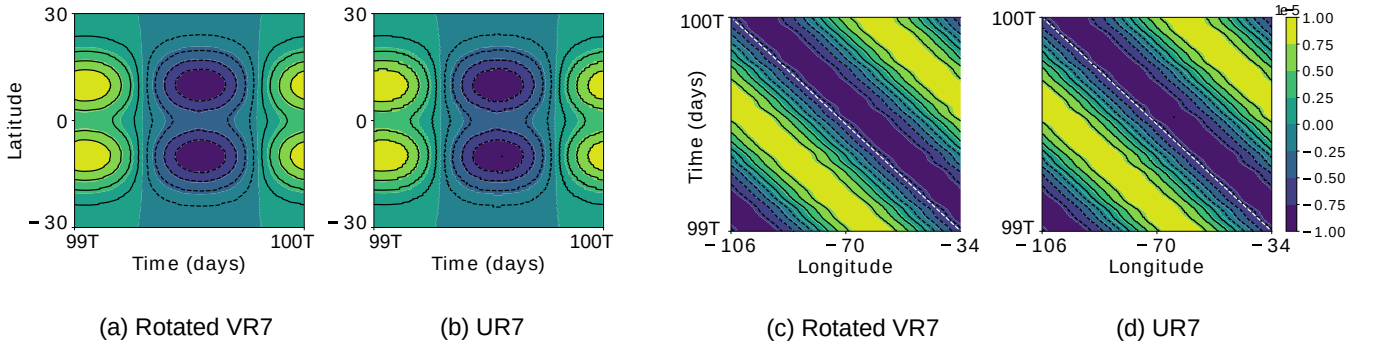 30
0
− 30
Latitude
99T
100T
Time (days)
(a) Rotated VR7
30
0
− 30
99T
100T
Time (days)
(b) UR7
100T
99T
Time (days)
− 106
− 70
− 34
Longitude
(c) Rotated VR7
100T
99T
− 106
− 70
− 34
Longitude
(d) UR7
1e−5
1.00
0.75
0.50
0.25
0.00
− 0.25
− 0.50
− 0.75
− 1.00